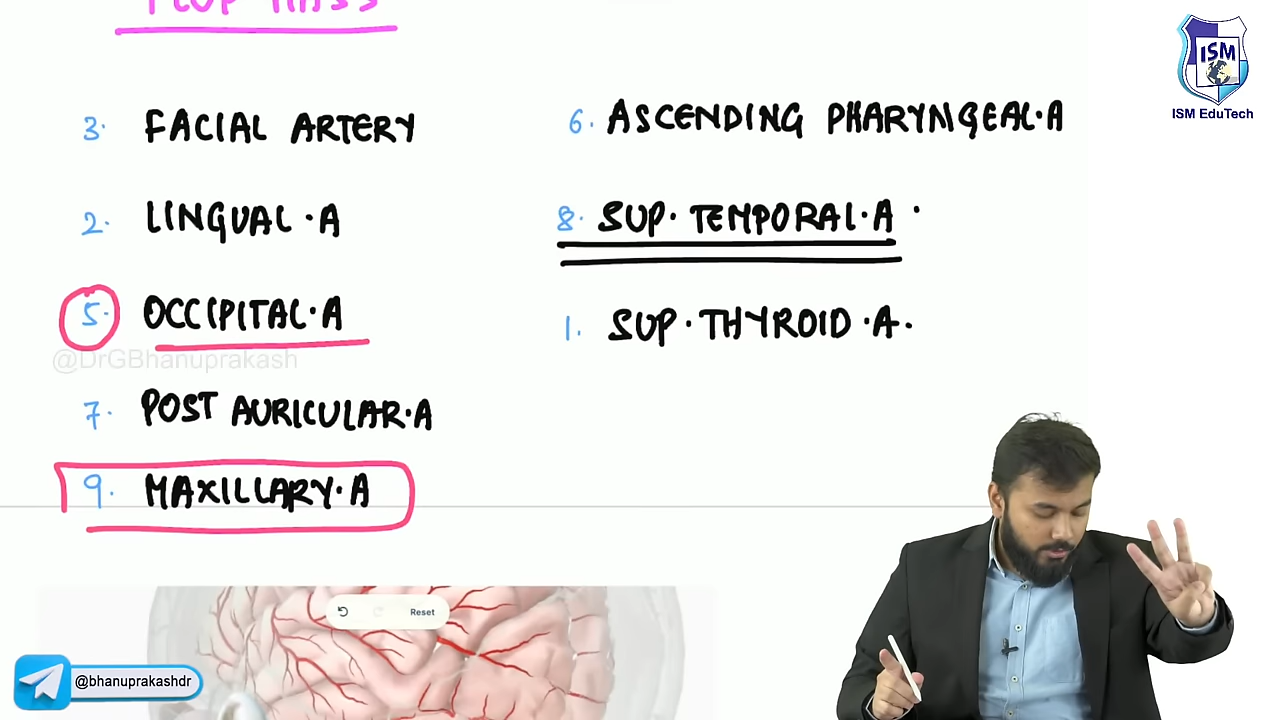 3. FACIAL ARTERY
2. LINGUAL . A
5. OCCIPITAL . A
@DrGBhanuprakash
7. POST AURICULAR . A
9. MAXILLARY . A
6. ASCENDING PHARYNGEAL . A
8. SUP. TEMPORAL . A .
1. SUP . THYROID . A .
ISM
ISM EduTech
Reset
@bhanuprakashdr